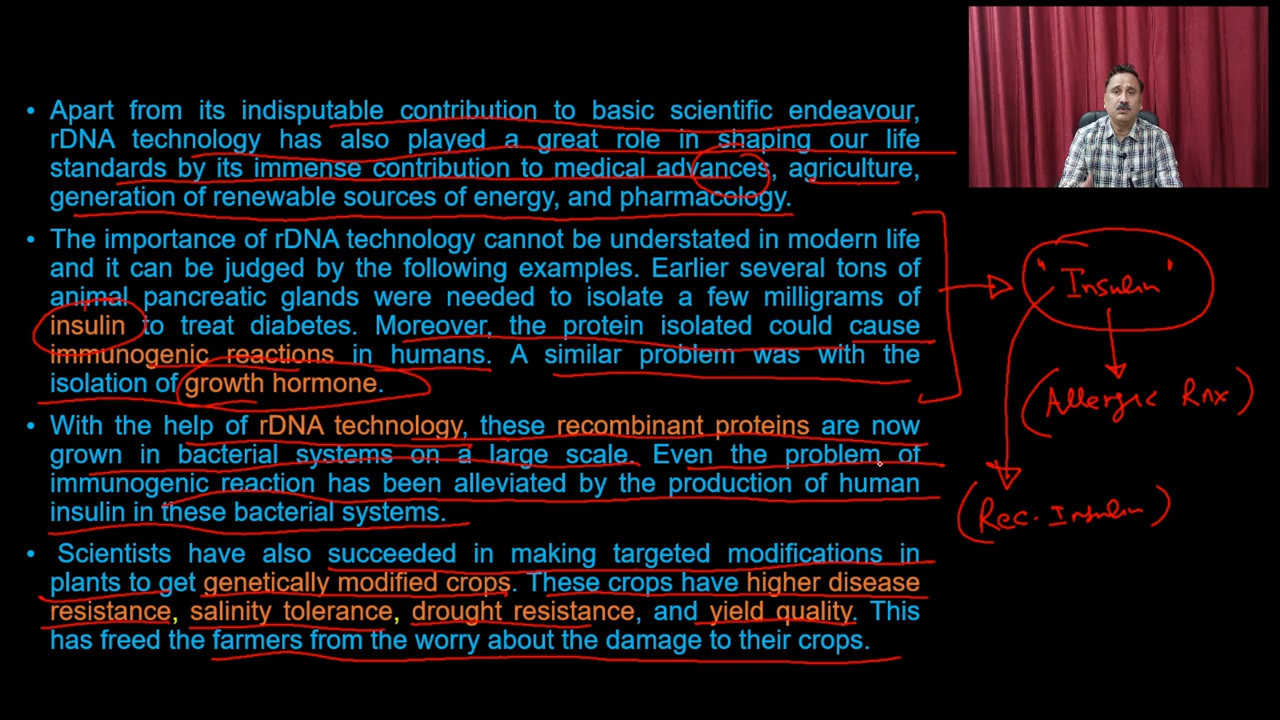 • Apart from its indisputable contribution to basic scientific endeavour,
rDNA technology has also played a great role in shaping our life
standards by its immense contribution to medical advances, agriculture,
generation of renewable sources of energy, and pharmacology.
• The importance of rDNA technology cannot be understated in modern life
and it can be judged by the following examples. Earlier several tons of
animal pancreatic glands were needed to isolate a few milligrams of
insulin to treat diabetes. Moreover, the protein isolated could cause
immunogenic reactions in humans. A similar problem was with the
isolation of growth hormone.
• With the help of rDNA technology, these recombinant proteins are now
grown in bacterial systems on a large scale. Even the problem of
immunogenic reaction has been alleviated by the production of human
insulin in these bacterial systems.
• Scientists have also succeeded in making targeted modifications in
plants to get genetically modified crops. These crops have higher disease
resistance, salinity tolerance, drought resistance, and yield quality. This
has freed the farmers from the worry about the damage to their crops.
"Insulin"
(Allergic Rnx)
(Rec. Insulin)